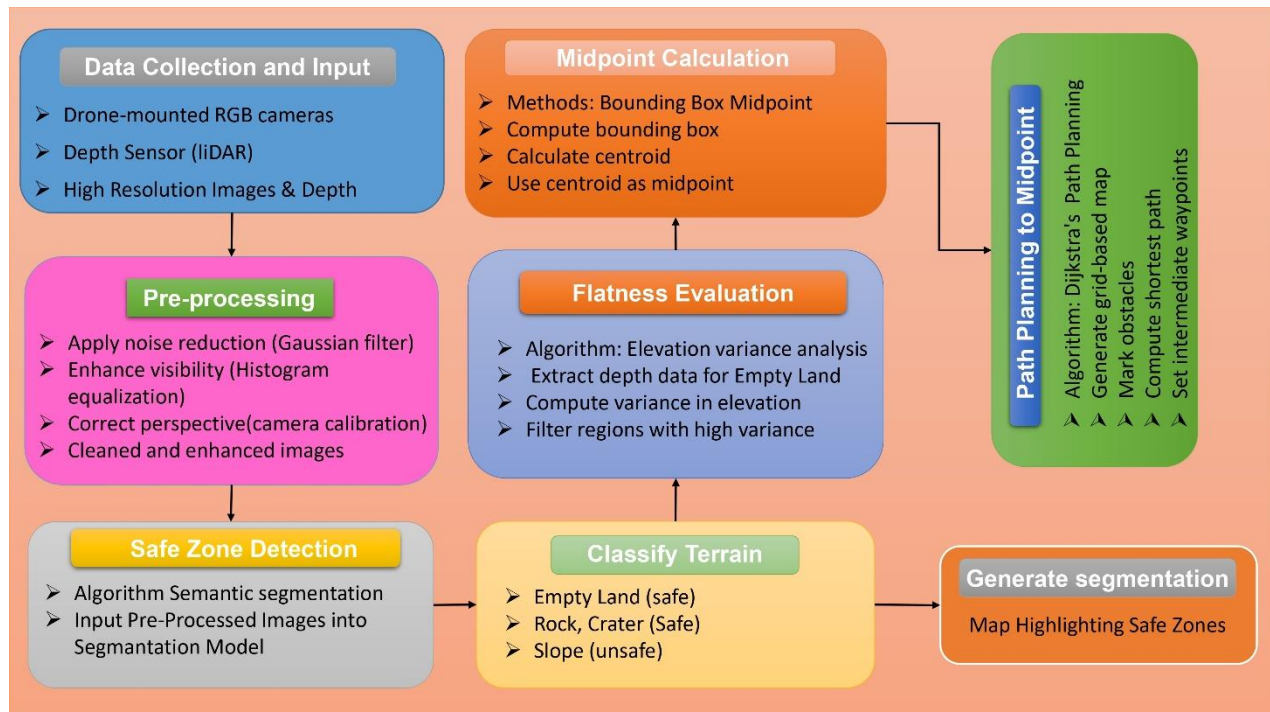 Data Collection and Input
➢ Drone-mounted RGB cameras
➢ Depth Sensor (liDAR)
➢ High Resolution Images & Depth
Pre-processing
➢ Apply noise reduction (Gaussian filter)
➢ Enhance visibility (Histogram
equalization)
➢ Correct perspective(camera calibration)
➢ Cleaned and enhanced images
Safe Zone Detection
➢ Algorithm Semantic segmentation
➢ Input Pre-Processed Images into
Segmantation Model
Classify Terrain
➢ Empty Land (safe)
➢ Rock, Crater (Safe)
➢ Slope (unsafe)
Generate segmentation
Map Highlighting Safe Zones
Flatness Evaluation
➢ Algorithm: Elevation variance analysis
➢ Extract depth data for Empty Land
➢ Compute variance in elevation
➢ Filter regions with high variance
Midpoint Calculation
➢ Methods: Bounding Box Midpoint
➢ Compute bounding box
➢ Calculate centroid
➢ Use centroid as midpoint
Path Planning to Midpoint
➢ Algorithm: Dijkstra's Path Planning
➢ Generate grid-based map
➢ Mark obstacles
➢ Compute shortest path
➢ Set intermediate waypoints